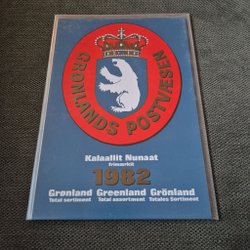 GRØNLANDS POSTVÆSEN
Kalaallit Nunaat
frimærkit
1982
Grønland Greenland Grönland
Total sortiment Total assortment Totales Sortiment